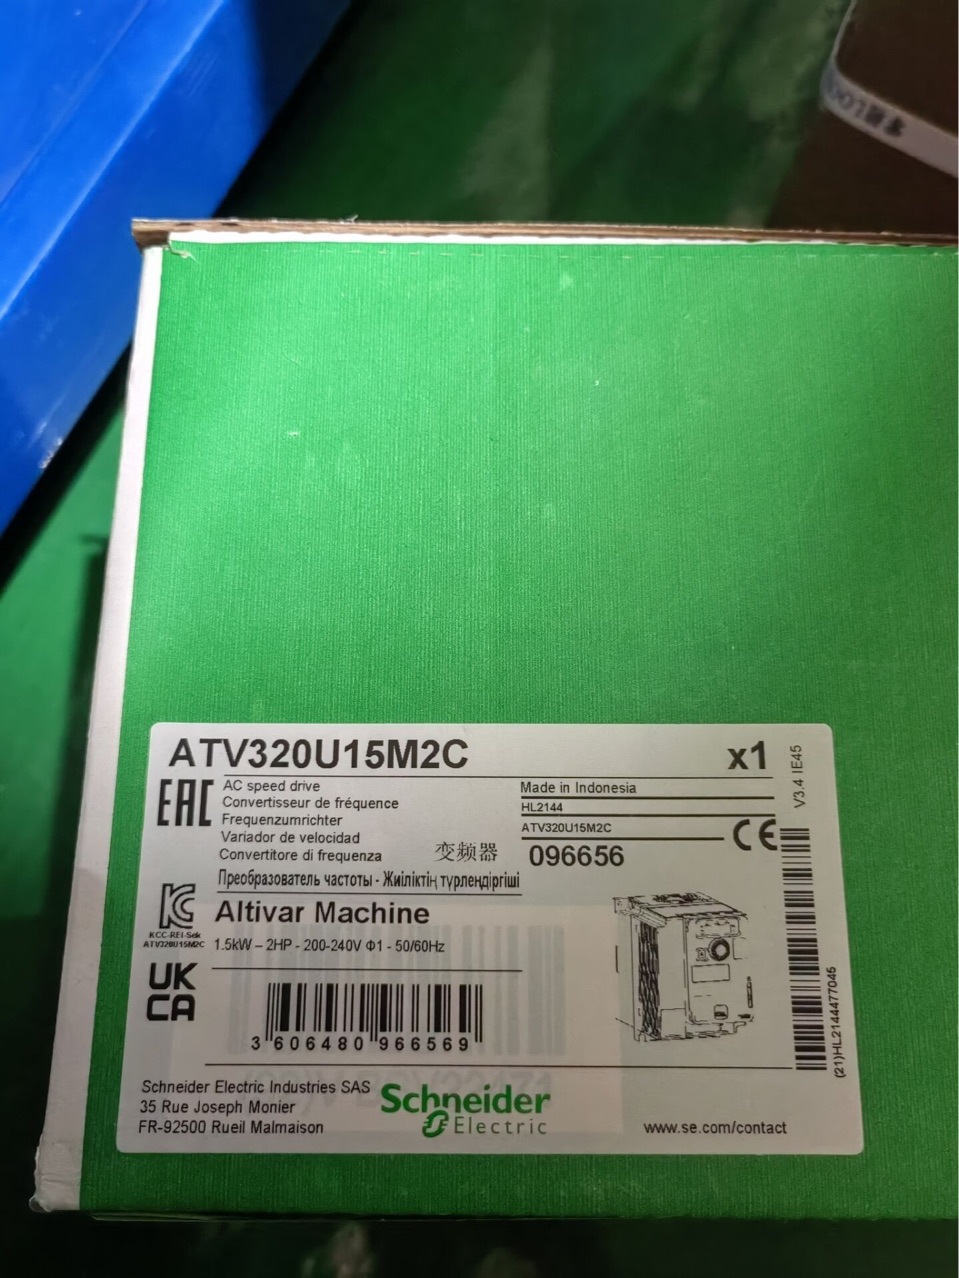 ATV320U15M2C
x1
V3.4 IE45
EAC
AC speed drive
Convertisseur de fréquence
Frequenzumrichter
Variador de velocidad
Convertitore di frequenza
变频器
Преобразователь частоты - Жиіліктің түрлендіргіші
Made in Indonesia
HL2144
ATV320U15M2C
096656
CE
KC
KCC-REI-Sek
ATV320U15M2C
Altivar Machine
1.5kW – 2HP - 200-240V Φ1 - 50/60Hz
UK
CA
3 606480 966569
(21)HL2144477045
Schneider Electric Industries SAS
35 Rue Joseph Monier
FR-92500 Rueil Malmaison
Schneider
Electric
www.se.com/contact